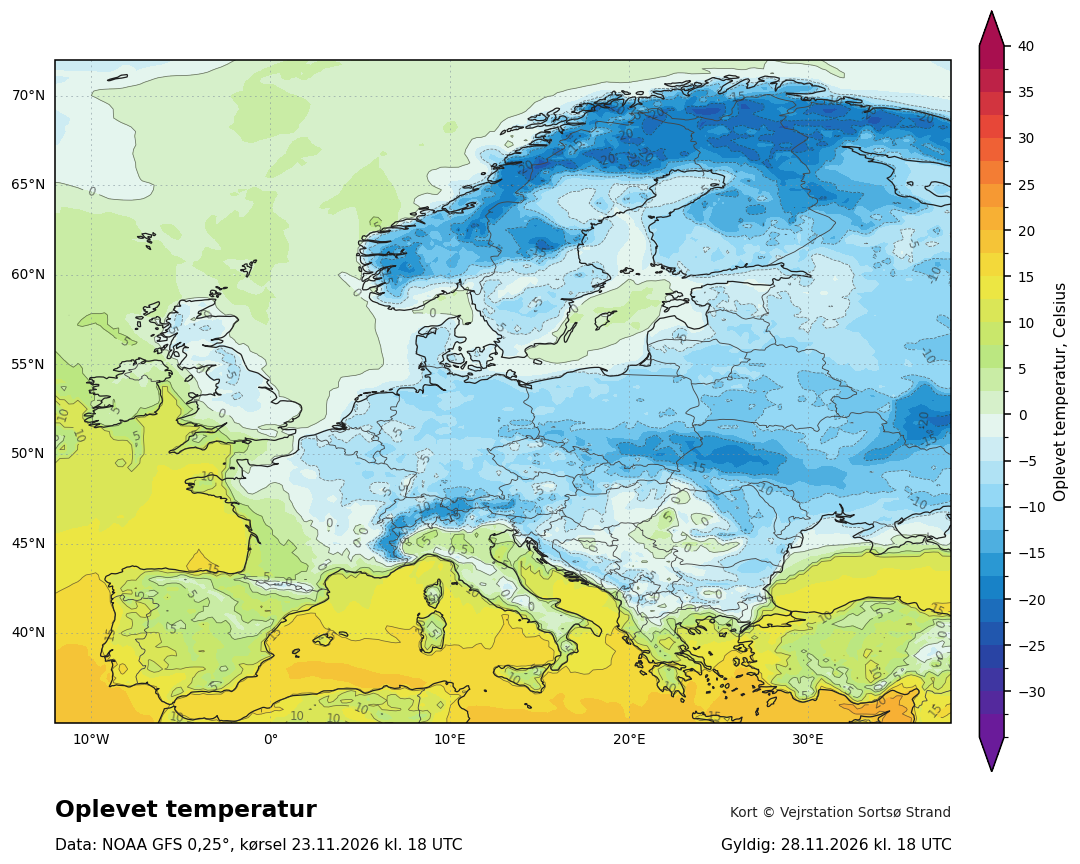 40
35
30
25
20
15
10
5
0
−5
−10
−15
−20
−25
−30
Oplevet temperatur, Celsius
70°N
65°N
60°N
55°N
50°N
45°N
40°N
10°W
0°
10°E
20°E
30°E
Oplevet temperatur
Kort © Vejrstation Sortsø Strand
Data: NOAA GFS 0,25°, kørsel 23.11.2026 kl. 18 UTC
Gyldig: 28.11.2026 kl. 18 UTC